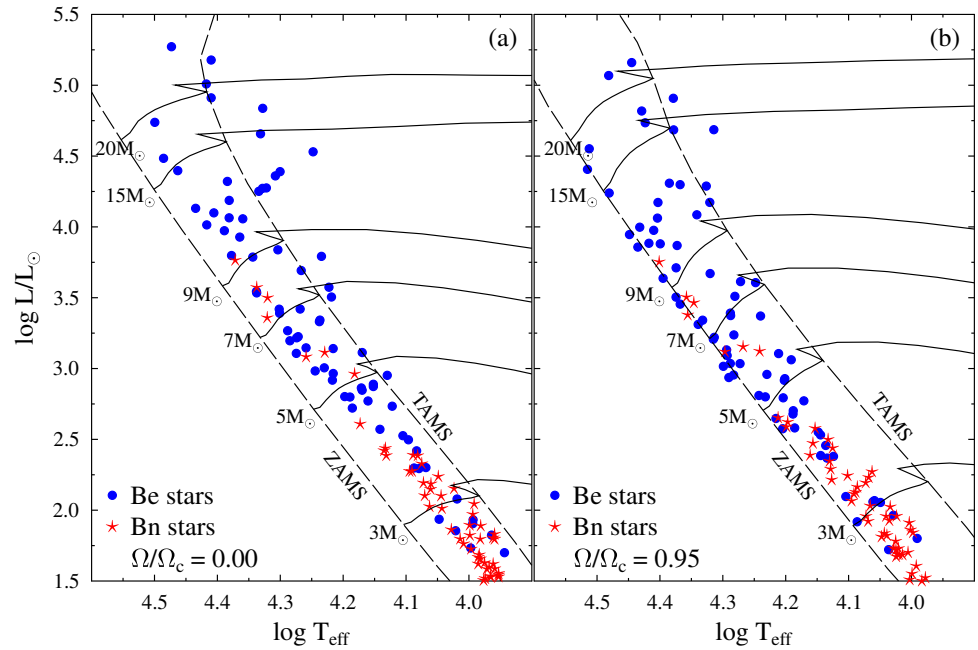 5.5
5.0
4.5
4.0
3.5
3.0
2.5
2.0
1.5
log L/L⊙
(a)
20M⊙
15M⊙
9M⊙
7M⊙
5M⊙
3M⊙
TAMS
ZAMS
Be stars
Bn stars
Ω/Ωc = 0.00
4.5 4.4 4.3 4.2 4.1 4.0
log Teff
(b)
20M⊙
15M⊙
9M⊙
7M⊙
5M⊙
3M⊙
TAMS
ZAMS
Be stars
Bn stars
Ω/Ωc = 0.95
4.5 4.4 4.3 4.2 4.1 4.0
log Teff